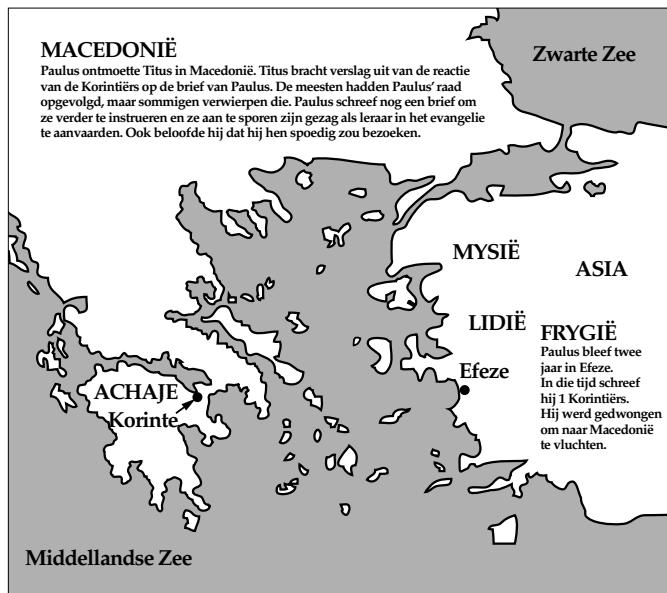 MACEDONIË
Paulus ontmoette Titus in Macedonië. Titus bracht verslag uit van de reactie
van de Korintiërs op de brief van Paulus. De meesten hadden Paulus' raad
opgevolgd, maar sommigen verwierpen die. Paulus schreef nog een brief om
ze verder te instrueren en ze aan te sporen zijn gezag als leraar in het evangelie
te aanvaarden. Ook beloofde hij dat hij hen spoedig zou bezoeken.
Zwarte Zee
MYSIË
ASIA
LIDIË
FRYGIË
Paulus bleef twee
jaar in Efeze.
In die tijd schreef
hij 1 Korintiërs.
Hij werd gedwongen
om naar Macedonië
te vluchten.
Efeze
ACHAJE
Korinte
Middellandse Zee